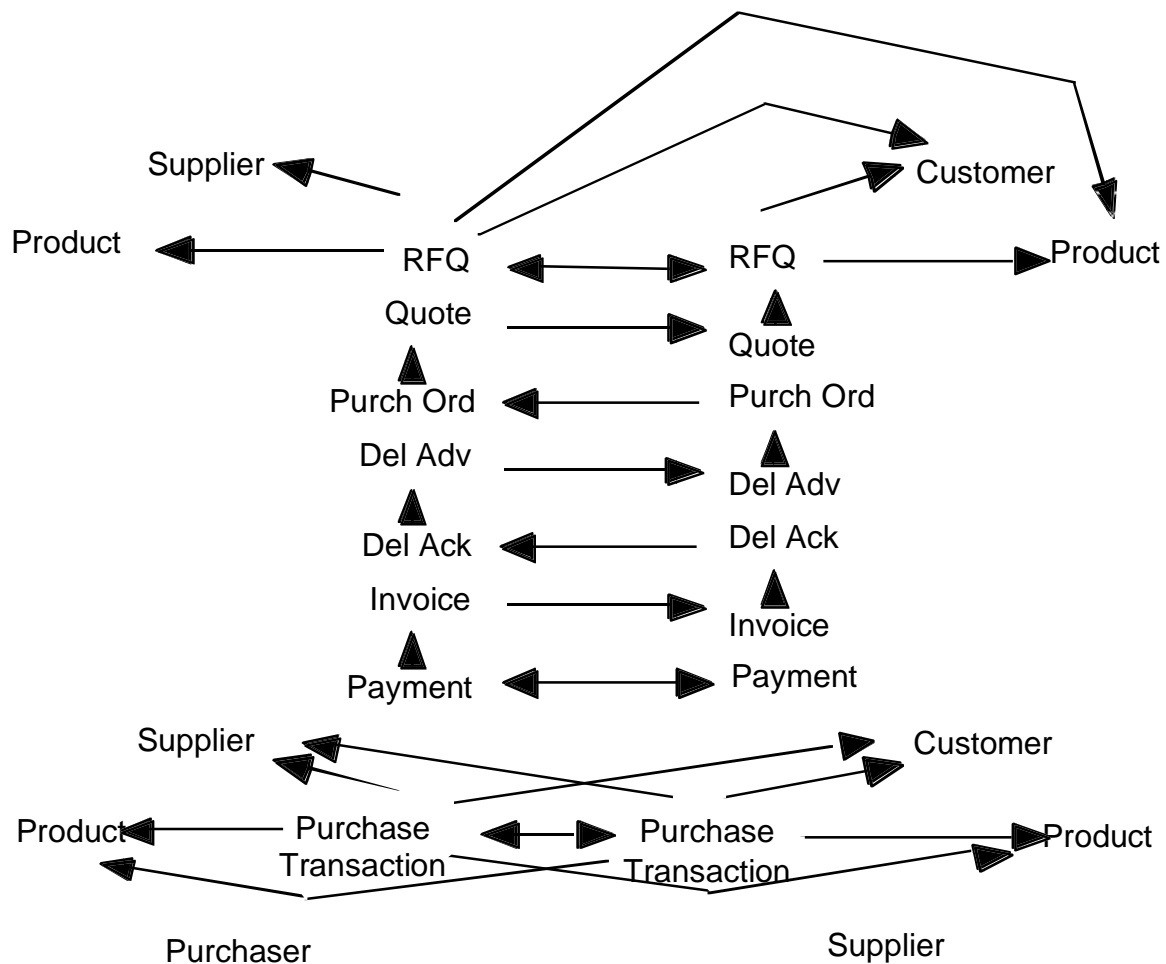 Supplier
Customer
Product
RFQ
RFQ
Product
Quote
Quote
Purch Ord
Purch Ord
Del Adv
Del Adv
Del Ack
Del Ack
Invoice
Invoice
Payment
Payment
Supplier
Customer
Product
Purchase
Transaction
Purchase
Transaction
Product
Purchaser
Supplier